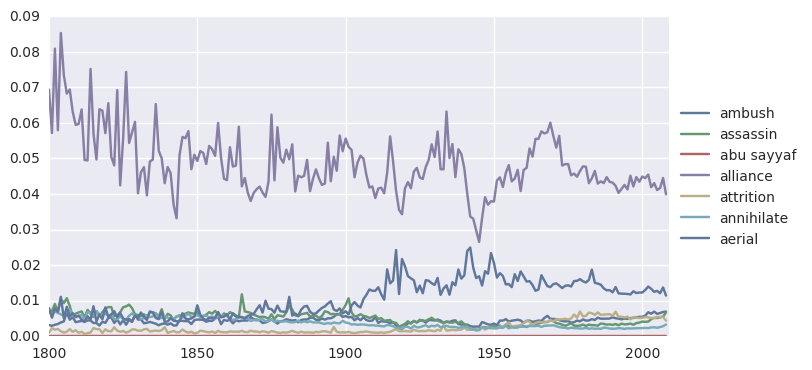 0.09
0.08
0.07
0.06
0.05
0.04
0.03
0.02
0.01
0.00
1800 1850 1900 1950 2000
ambush
assassin
abu sayyaf
alliance
attrition
annihilate
aerial